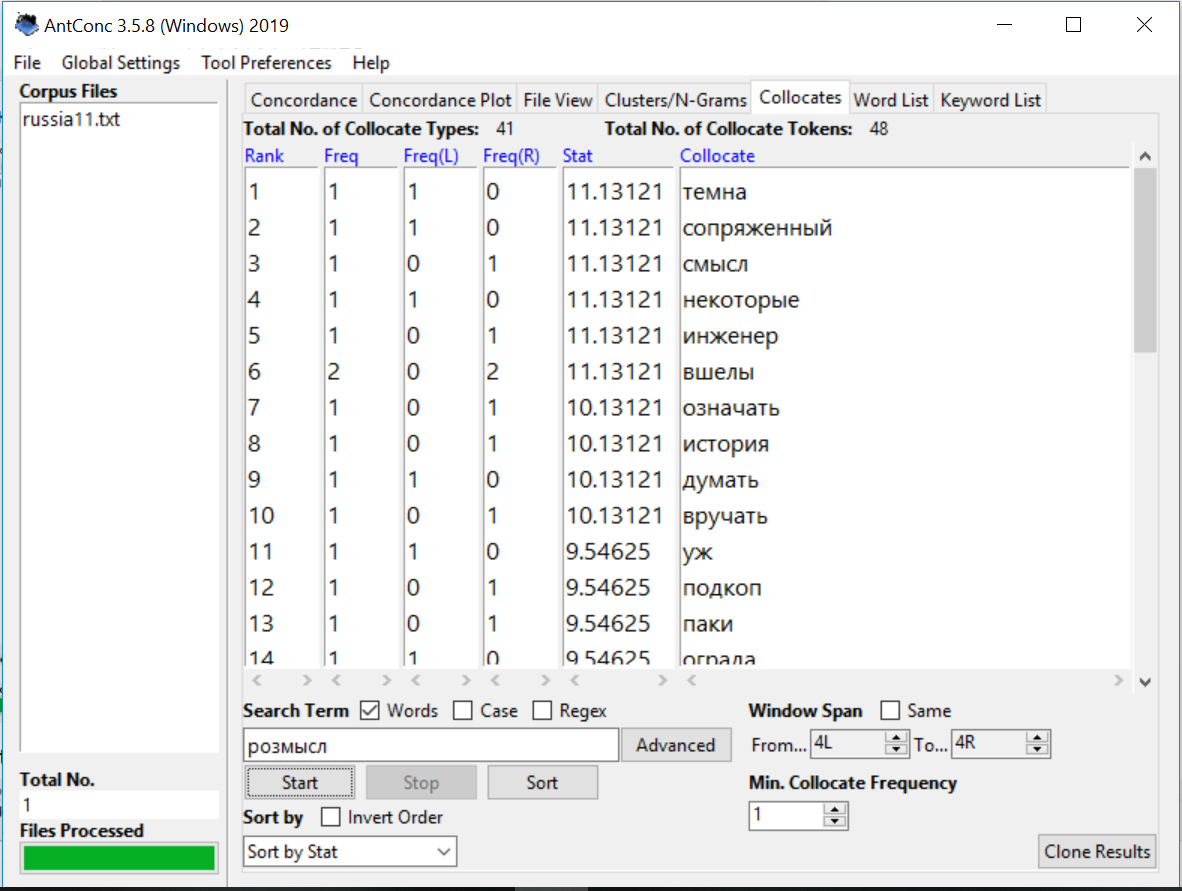 AntConc 3.5.8 (Windows) 2019
File Global Settings Tool Preferences Help
Corpus Files
russia11.txt
Concordance Concordance Plot File View Clusters/N-Grams Collocates Word List Keyword List
Total No. of Collocate Types: 41 Total No. of Collocate Tokens: 48
Rank Freq Freq(L) Freq(R) Stat Collocate
1 1 1 0 11.13121 темна
2 1 1 0 11.13121 сопряженный
3 1 0 1 11.13121 смысл
4 1 1 0 11.13121 некоторые
5 1 0 1 11.13121 инженер
6 2 0 2 11.13121 вшелы
7 1 0 1 10.13121 означать
8 1 0 1 10.13121 история
9 1 1 0 10.13121 думать
10 1 0 1 10.13121 вручать
11 1 1 0 9.54625 уж
12 1 0 1 9.54625 подкоп
13 1 0 1 9.54625 паки
14 1 1 0 9.54625 ограда
Search Term Words Case Regex
розмысл Advanced
Start Stop Sort
Sort by Invert Order
Sort by Stat
Window Span Same
From... 4L To... 4R
Min. Collocate Frequency
1
Clone Results
Total No.
1
Files Processed